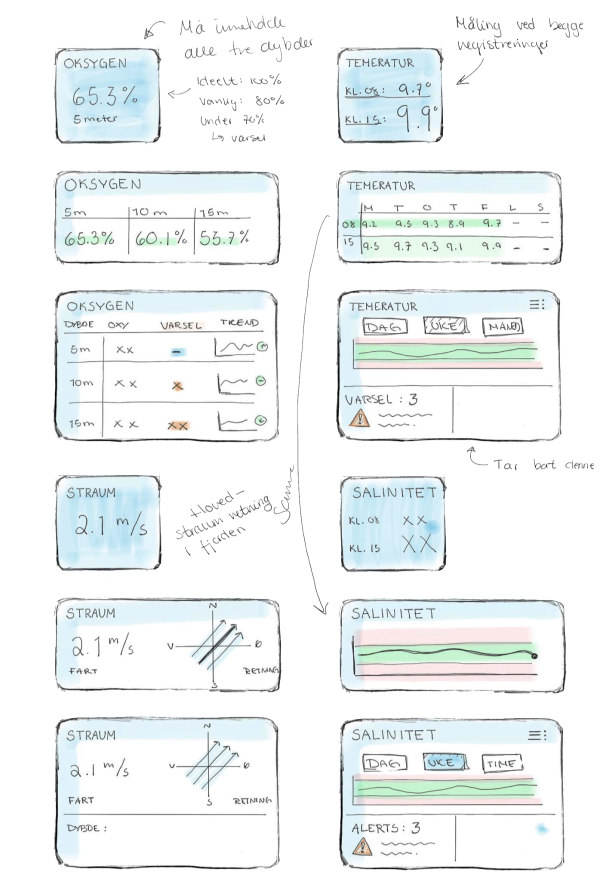 Må inneholde
alle tre dybder
OKSYGEN
65.3%
5 meter
Ideelt: 100%
Vanlig: 80%
Under 70%
↳ varsel
OKSYGEN
5m 10m 15m
65.3% 60.1% 55.7%
OKSYGEN
DYBDE OXY VARSEL TREND
5m XX –
10m XX X
15m XX XX
STRAUM
2.1 m/s
Hoved-
straum retning
i fjorden
STRAUM
2.1 m/s
FART
N
V Ø
S
RETNING
STRAUM
2.1 m/s
FART
N
V Ø
S
RETNING
DYBDE :
Måling ved begge
registreringer
TEMERATUR
KL. 08: 9.7°
KL. 15: 9.9°
TEMERATUR
M T O T F L S
08 9.2 9.5 9.3 8.9 9.7 – –
15 9.5 9.7 9.3 9.1 9.9 – –
TEMERATUR
DAG UKE MÅNED
VARSEL : 3
Tar bort denne
Samme
SALINITET
KL. 08 XX
KL. 15 XX
SALINITET
SALINITET
DAG UKE TIME
ALERTS: 3